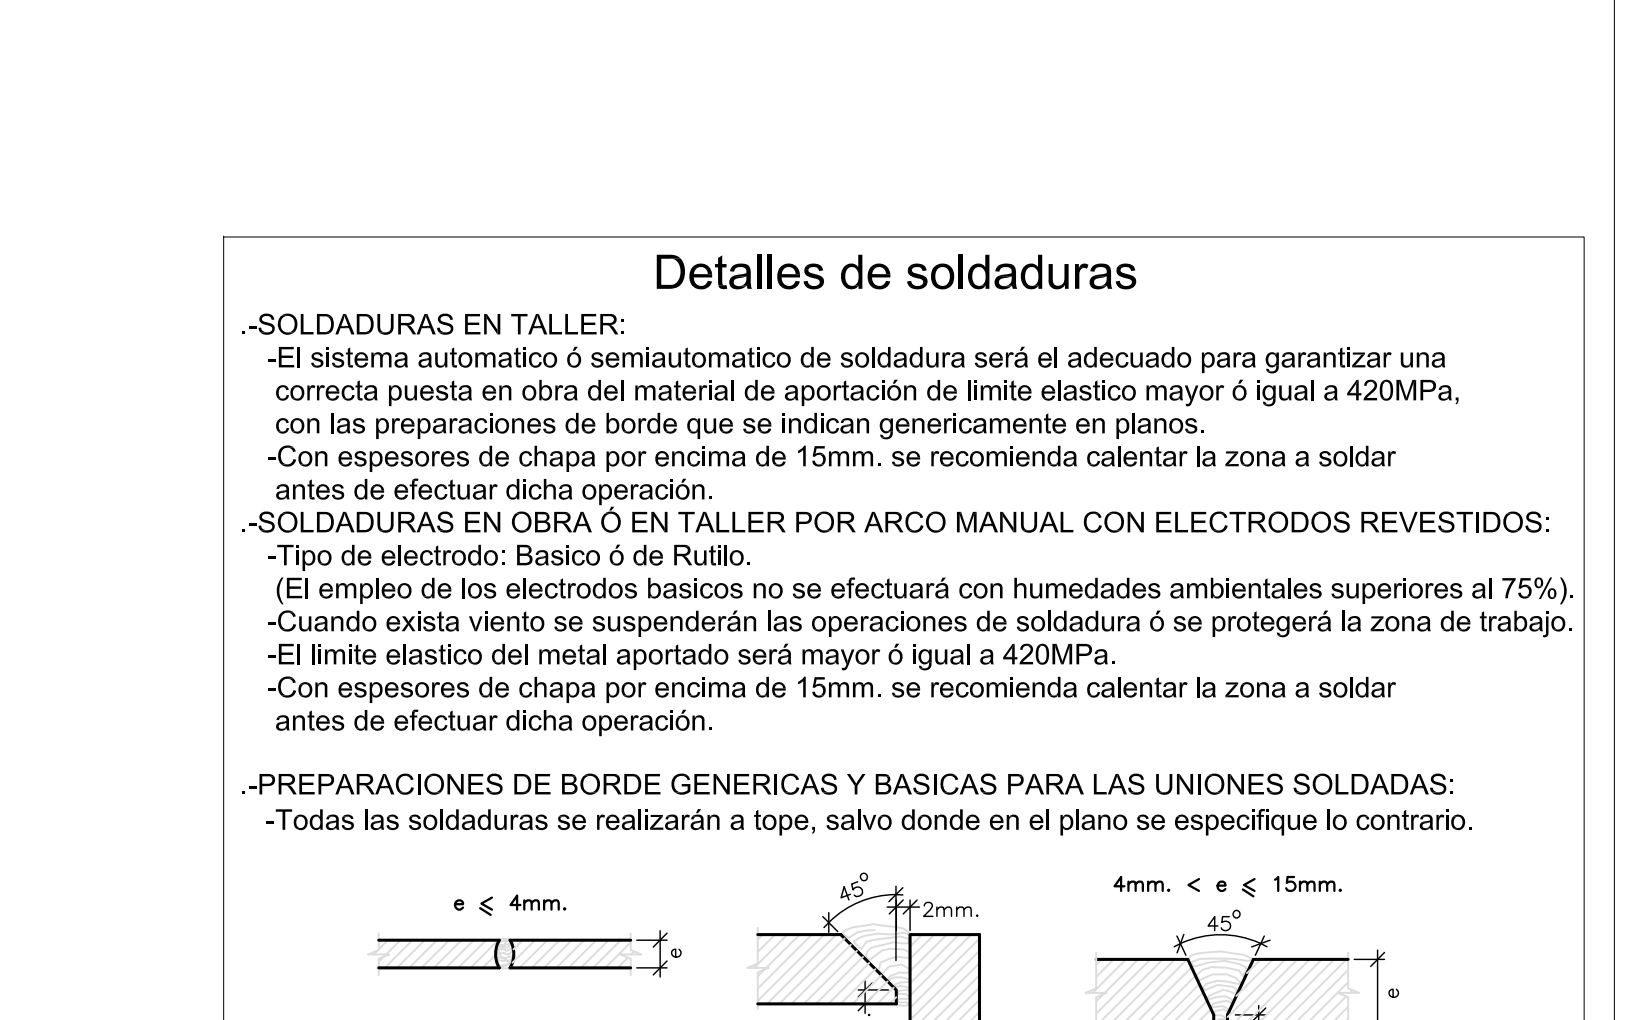 Detalles de soldaduras
.-SOLDADURAS EN TALLER:
-El sistema automatico ó semiautomatico de soldadura será el adecuado para garantizar una
correcta puesta en obra del material de aportación de limite elastico mayor ó igual a 420MPa,
con las preparaciones de borde que se indican genericamente en planos.
-Con espesores de chapa por encima de 15mm. se recomienda calentar la zona a soldar
antes de efectuar dicha operación.
.-SOLDADURAS EN OBRA Ó EN TALLER POR ARCO MANUAL CON ELECTRODOS REVESTIDOS:
-Tipo de electrodo: Basico ó de Rutilo.
(El empleo de los electrodos basicos no se efectuará con humedades ambientales superiores al 75%).
-Cuando exista viento se suspenderán las operaciones de soldadura ó se protegerá la zona de trabajo.
-El limite elastico del metal aportado será mayor ó igual a 420MPa.
-Con espesores de chapa por encima de 15mm. se recomienda calentar la zona a soldar
antes de efectuar dicha operación.
.-PREPARACIONES DE BORDE GENERICAS Y BASICAS PARA LAS UNIONES SOLDADAS:
-Todas las soldaduras se realizarán a tope, salvo donde en el plano se especifique lo contrario.
e ⩽ 4mm.
e
45°
2mm.
4mm. < e ⩽ 15mm.
45°
e